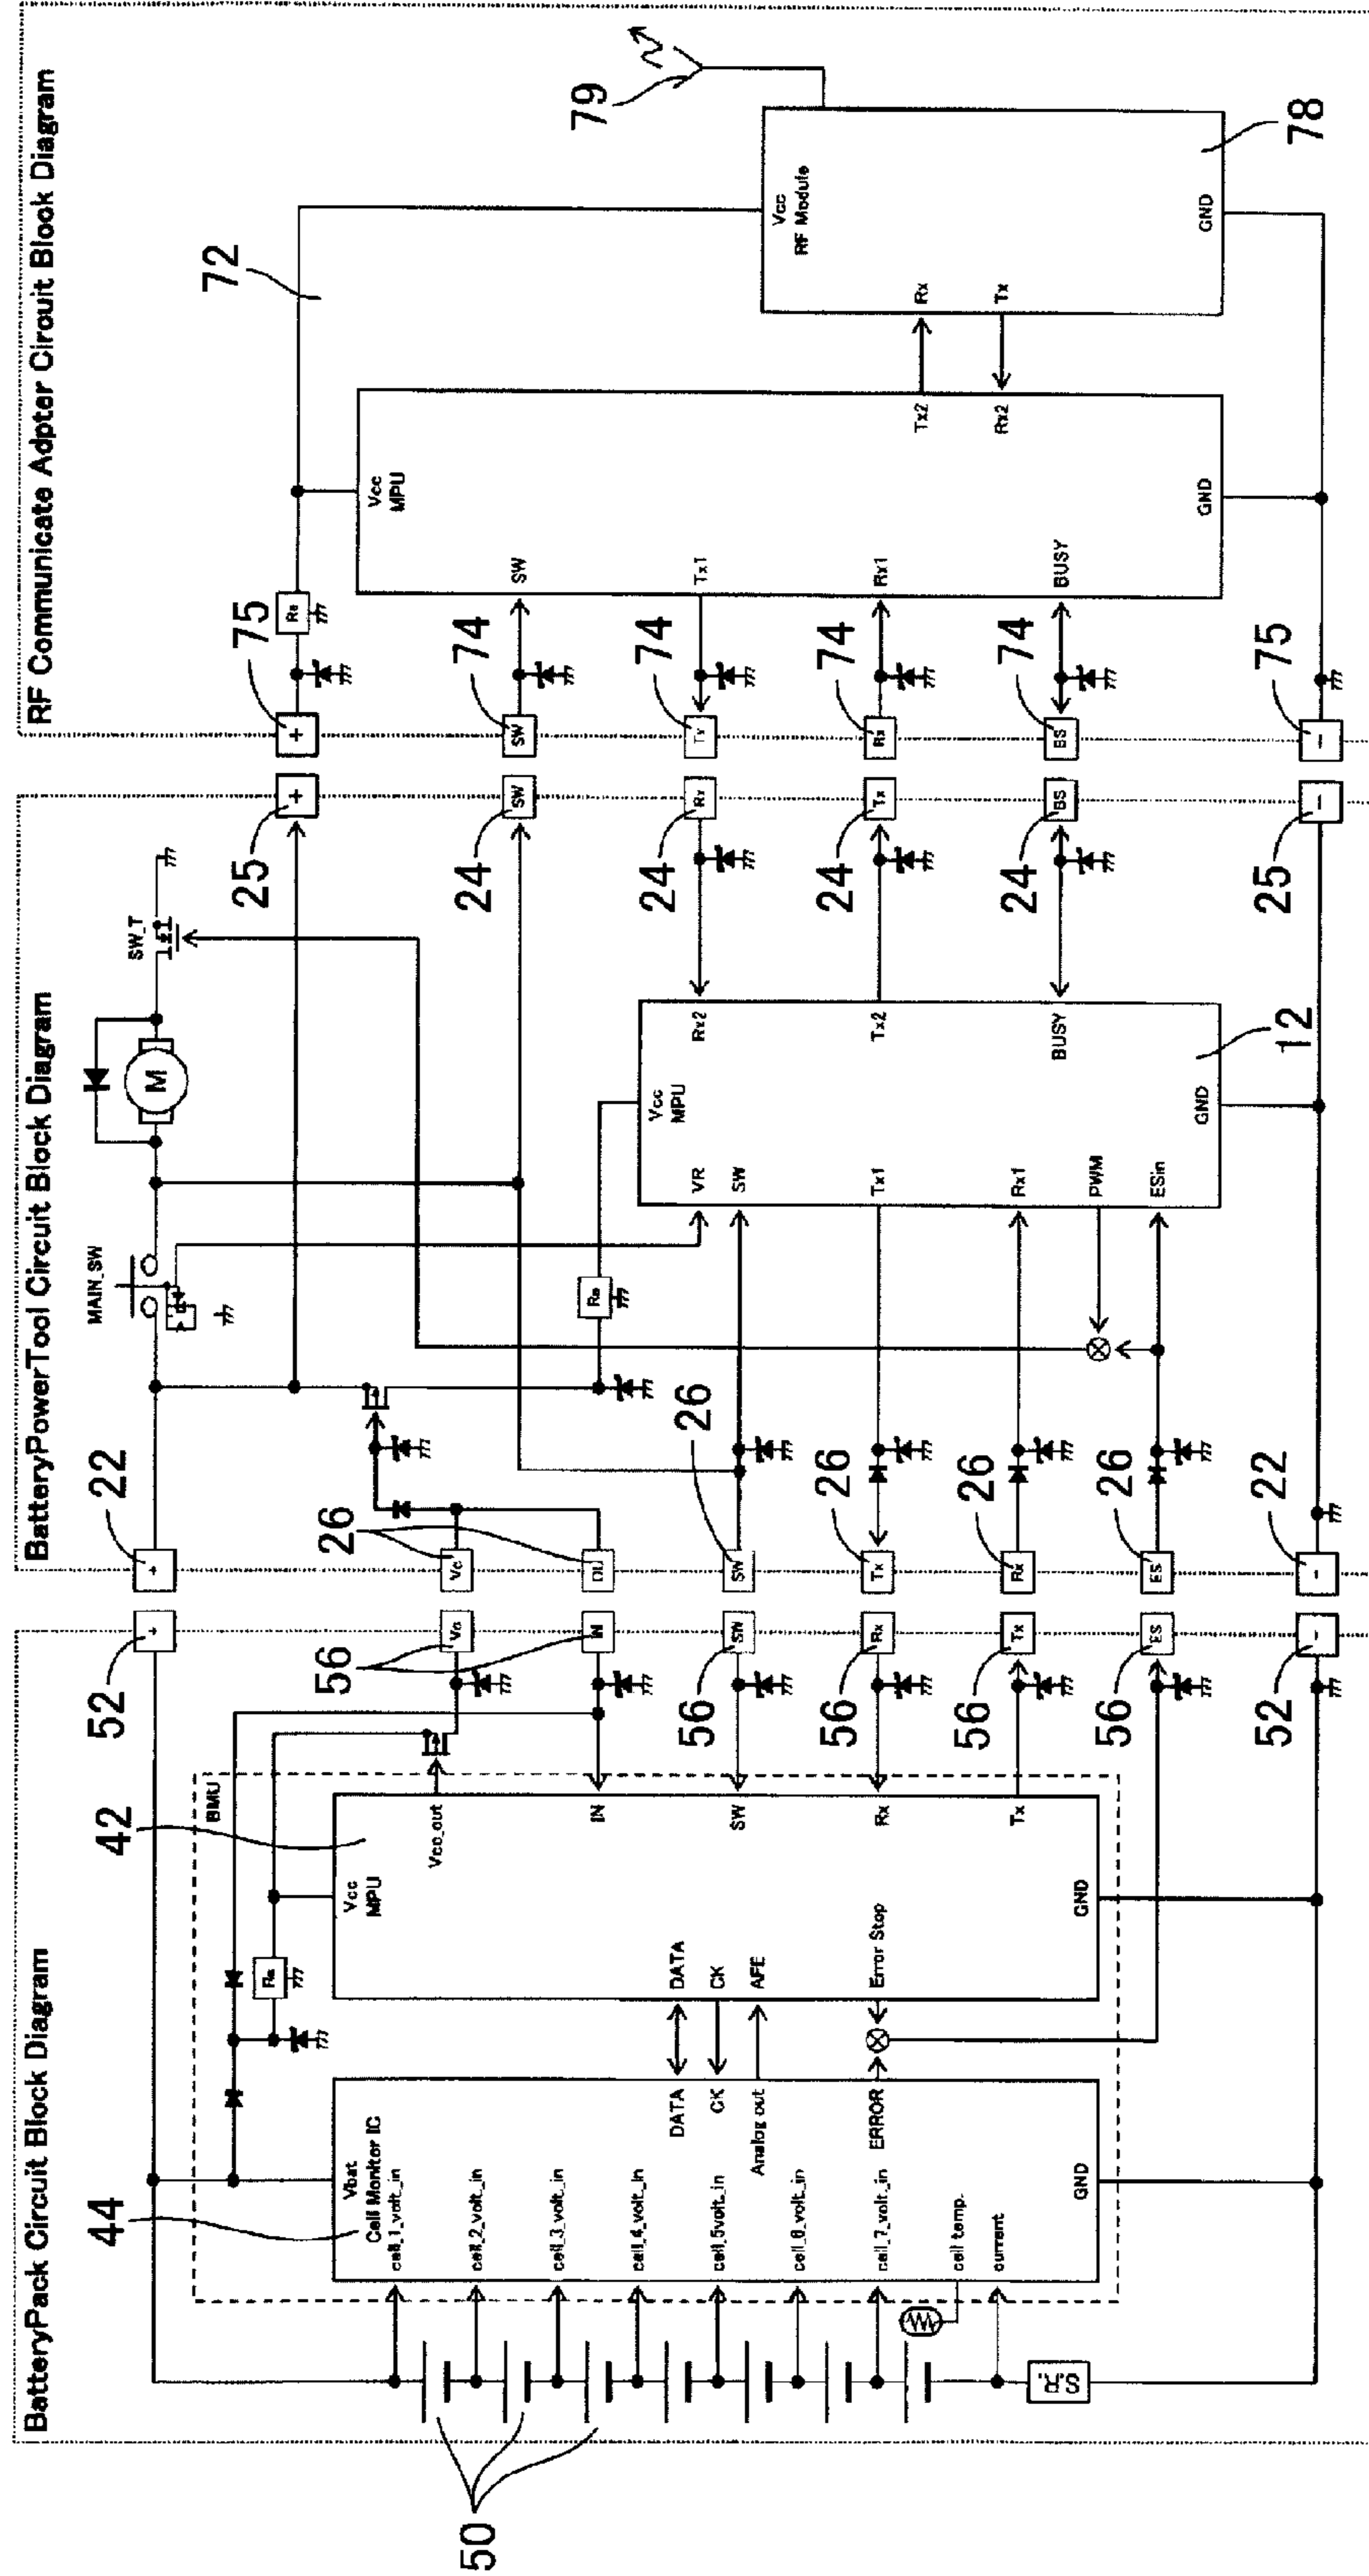 BatteryPack Circuit Block Diagram
50
44
Vbat
Cell Monitor IC
cell_1_volt_in
cell_2_volt_in
cell_3_volt_in
cell_4_volt_in
cell_5volt_in
cell_6_volt_in
cell_7_volt_in
cell temp.
current
S.R.
DATA
CK
Analog out
ERROR
GND
DATA
CK
AFE
Error Stop
42
BMU
Vcc
MPU
Vcc_out
IN
SW
Rx
Tx
GND
52
+
56
Vc
IN
56
SW
56
Rx
56
Tx
56
ES
52
-
BatteryPowerTool Circuit Block Diagram
22
+
26
Vc
26
SW
26
Tx
26
Rx
26
ES
22
-
MAIN_SW
M
SW_T
Vcc
MPU
VR
SW
Tx1
Rx1
PWM
ESin
Rx2
Tx2
BUSY
GND
12
25
+
24
SW
24
Rx
24
Tx
24
BS
25
-
RF Communicate Adpter Circuit Block Diagram
75
+
74
SW
74
Tx
74
Rx
74
BS
75
-
72
Vcc
MPU
SW
Tx1
Rx1
BUSY
Tx2
Rx2
GND
Vcc
RF Module
Rx
Tx
GND
78
79